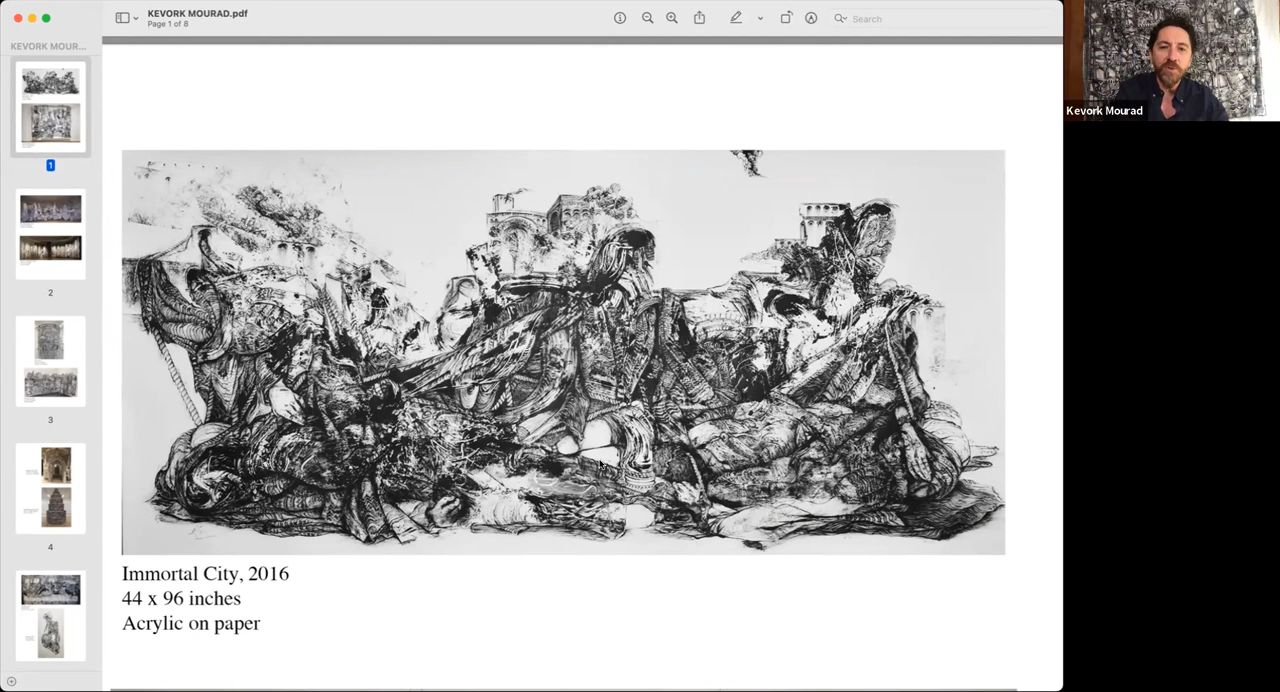 KEVORK MOURAD.pdf
Page 1 of 8
Search
KEVORK MOUR...
1
2
3
4
Kevork Mourad
Immortal City, 2016
44 x 96 inches
Acrylic on paper